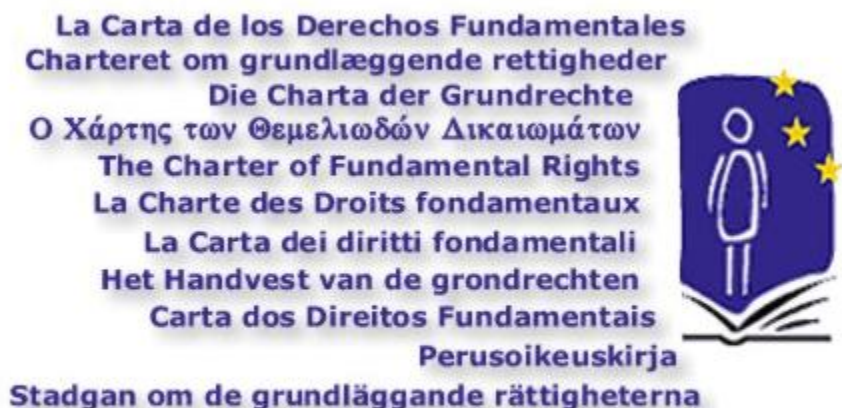 La Carta de los Derechos Fundamentales
Charteret om grundlæggende rettigheder
Die Charta der Grundrechte
Ο Χάρτης των Θεμελιωδών Δικαιωμάτων
The Charter of Fundamental Rights
La Charte des Droits fondamentaux
La Carta dei diritti fondamentali
Het Handvest van de grondrechten
Carta dos Direitos Fundamentais
Perusoikeuskirja
Stadgan om de grundläggande rättigheterna